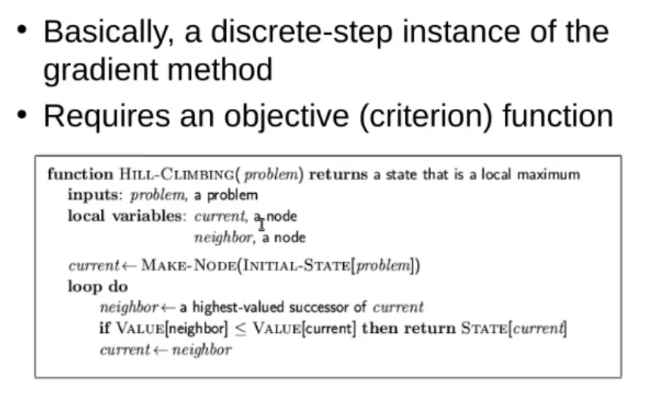 • Basically, a discrete-step instance of the
gradient method
• Requires an objective (criterion) function
function HILL-CLIMBING( problem) returns a state that is a local maximum
inputs: problem, a problem
local variables: current, a node
neighbor, a node
current ← MAKE-NODE(INITIAL-STATE[problem])
loop do
neighbor ← a highest-valued successor of current
if VALUE[neighbor] ≤ VALUE[current] then return STATE[current]
current ← neighbor